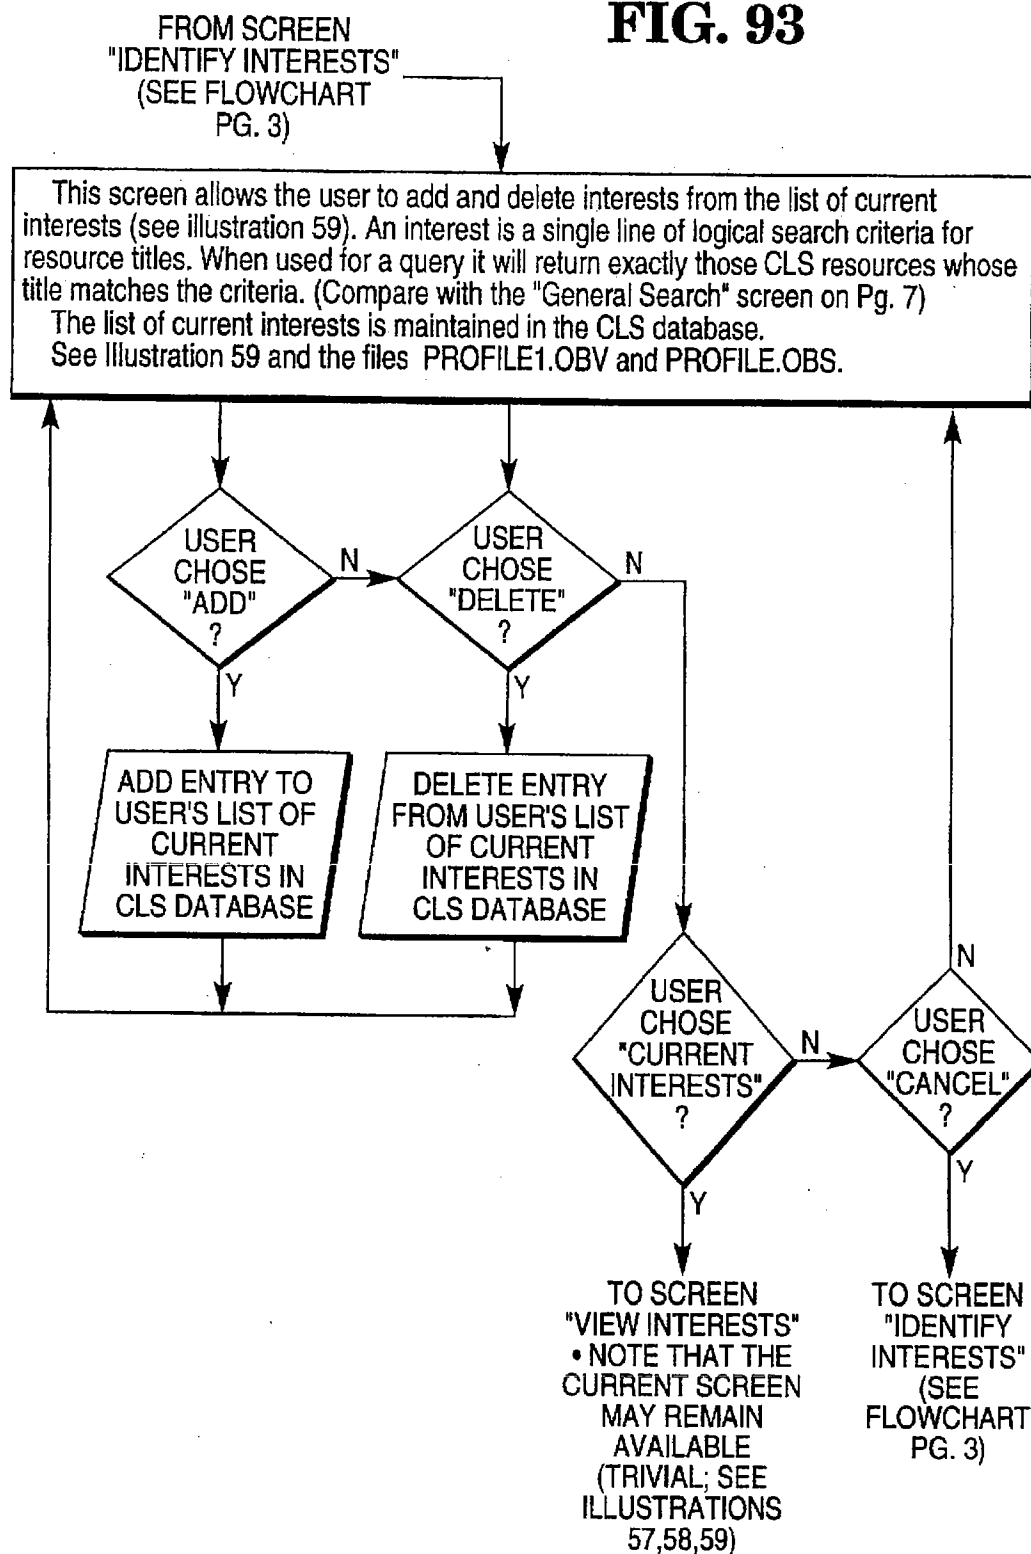 FIG. 93
FROM SCREEN
"IDENTIFY INTERESTS"
(SEE FLOWCHART
PG. 3)
This screen allows the user to add and delete interests from the list of current
interests (see illustration 59). An interest is a single line of logical search criteria for
resource titles. When used for a query it will return exactly those CLS resources whose
title matches the criteria. (Compare with the "General Search" screen on Pg. 7)
The list of current interests is maintained in the CLS database.
See Illustration 59 and the files PROFILE1.OBV and PROFILE.OBS.
USER
CHOSE
"ADD"
?
N
Y
USER
CHOSE
"DELETE"
?
N
Y
ADD ENTRY TO
USER'S LIST OF
CURRENT
INTERESTS IN
CLS DATABASE
DELETE ENTRY
FROM USER'S LIST
OF CURRENT
INTERESTS IN
CLS DATABASE
USER
CHOSE
"CURRENT
INTERESTS"
?
N
Y
USER
CHOSE
"CANCEL"
?
N
Y
TO SCREEN
"VIEW INTERESTS"
• NOTE THAT THE
CURRENT SCREEN
MAY REMAIN
AVAILABLE
(TRIVIAL; SEE
ILLUSTRATIONS
57,58,59)
TO SCREEN
"IDENTIFY
INTERESTS"
(SEE
FLOWCHART
PG. 3)